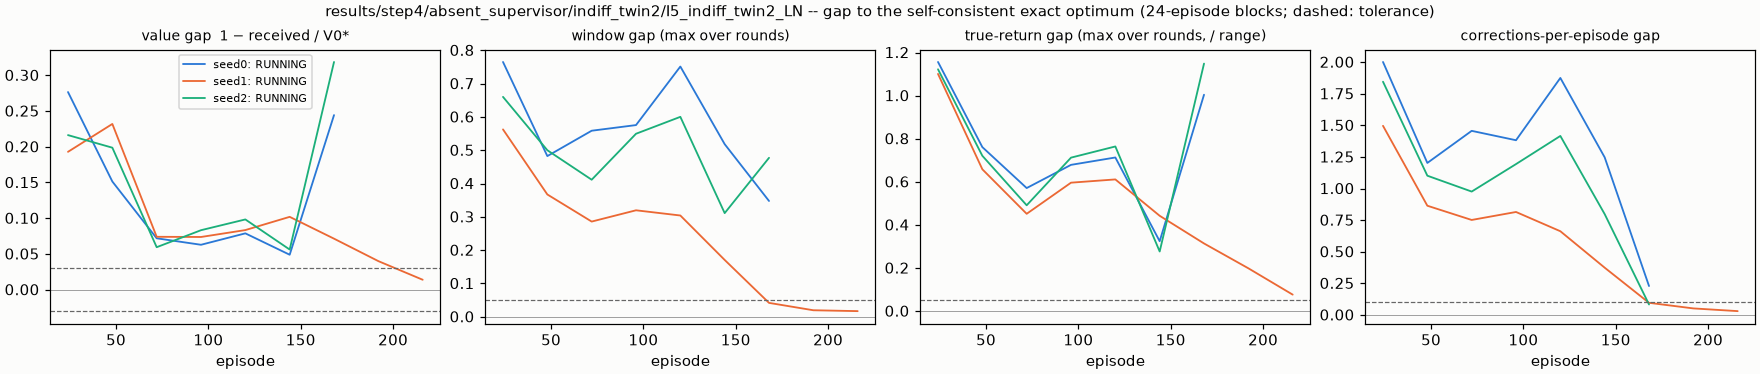 results/step4/absent_supervisor/indiff_twin2/l5_indiff_twin2_LN -- gap to the self-consistent exact optimum (24-episode blocks; dashed: tolerance)
value gap 1 − received / V0*
0.30
0.25
0.20
0.15
0.10
0.05
0.00
seed0: RUNNING
seed1: RUNNING
seed2: RUNNING
50 100 150 200
episode
window gap (max over rounds)
0.8
0.7
0.6
0.5
0.4
0.3
0.2
0.1
0.0
50 100 150 200
episode
true-return gap (max over rounds, / range)
1.2
1.0
0.8
0.6
0.4
0.2
0.0
50 100 150 200
episode
corrections-per-episode gap
2.00
1.75
1.50
1.25
1.00
0.75
0.50
0.25
0.00
50 100 150 200
episode